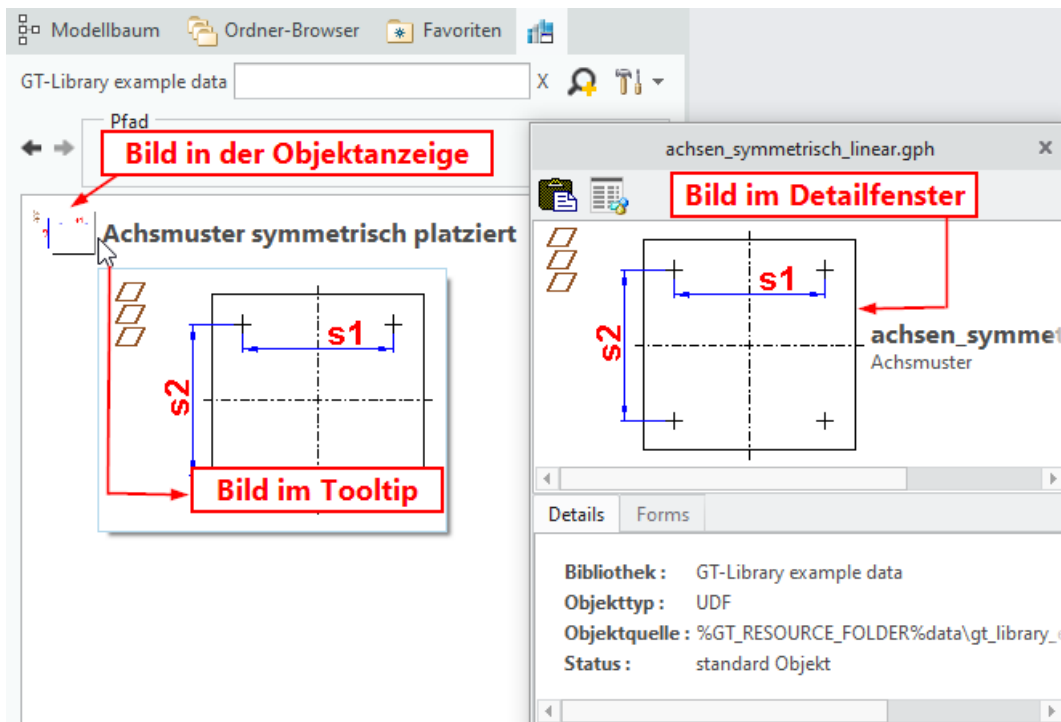 Modellbaum Ordner-Browser Favoriten
GT-Library example data X
Pfad
Bild in der Objektanzeige
Achsmuster symmetrisch platziert
s1
s2
Bild im Tooltip
achsen_symmetrisch_linear.gph x
Bild im Detailfenster
s1
s2
achsen_symmet
Achsmuster
Details Forms
Bibliothek : GT-Library example data
Objekttyp : UDF
Objektquelle : %GT_RESOURCE_FOLDER%data\gt_library_
Status : standard Objekt